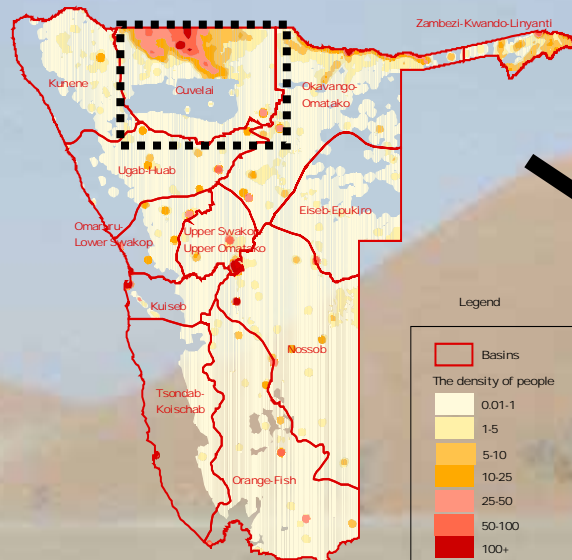 Zambezi-Kwando-Linyanti
Kunene
Cuvelai
Okavango-
Omatako
Ugab-Huab
Eiseb-Epukiro
Omaruru-
Lower Swakop
Upper Swakop-
Upper Omatako
Kuiseb
Nossob
Tsondab-
Koischab
Orange-Fish
Legend
Basins
The density of people
0.01-1
1-5
5-10
10-25
25-50
50-100
100+